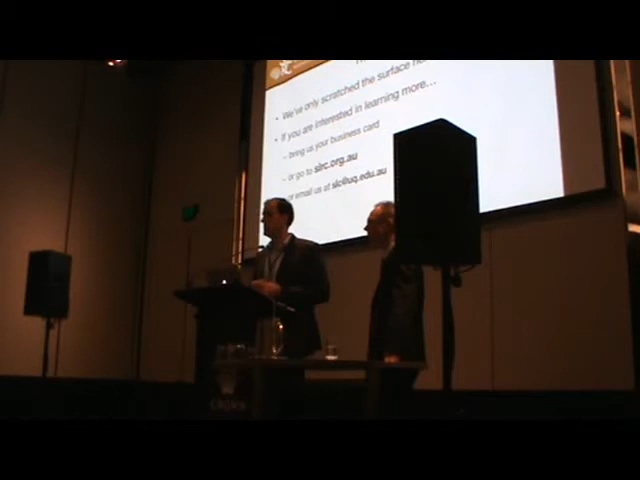 • We've only scratched the surface
• If you are interested in learning more...
– bring us your business card
– or go to slrc.org.au
or email us at slc@uq.edu.au